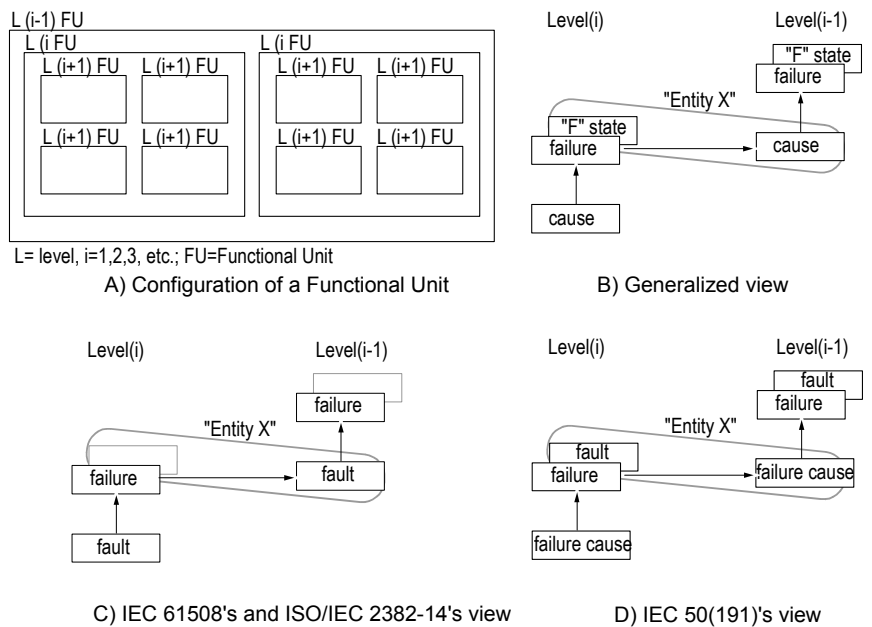 L (i-1) FU
L (i FU
L (i FU
L (i+1) FU
L (i+1) FU
L (i+1) FU
L (i+1) FU
L (i+1) FU
L (i+1) FU
L (i+1) FU
L (i+1) FU
L= level, i=1,2,3, etc.; FU=Functional Unit
A) Configuration of a Functional Unit
Level(i)
Level(i-1)
"F" state
failure
"Entity X"
"F" state
failure
cause
cause
B) Generalized view
Level(i)
Level(i-1)
failure
"Entity X"
failure
fault
fault
C) IEC 61508's and ISO/IEC 2382-14's view
Level(i)
Level(i-1)
fault
failure
"Entity X"
fault
failure
failure cause
failure cause
D) IEC 50(191)'s view